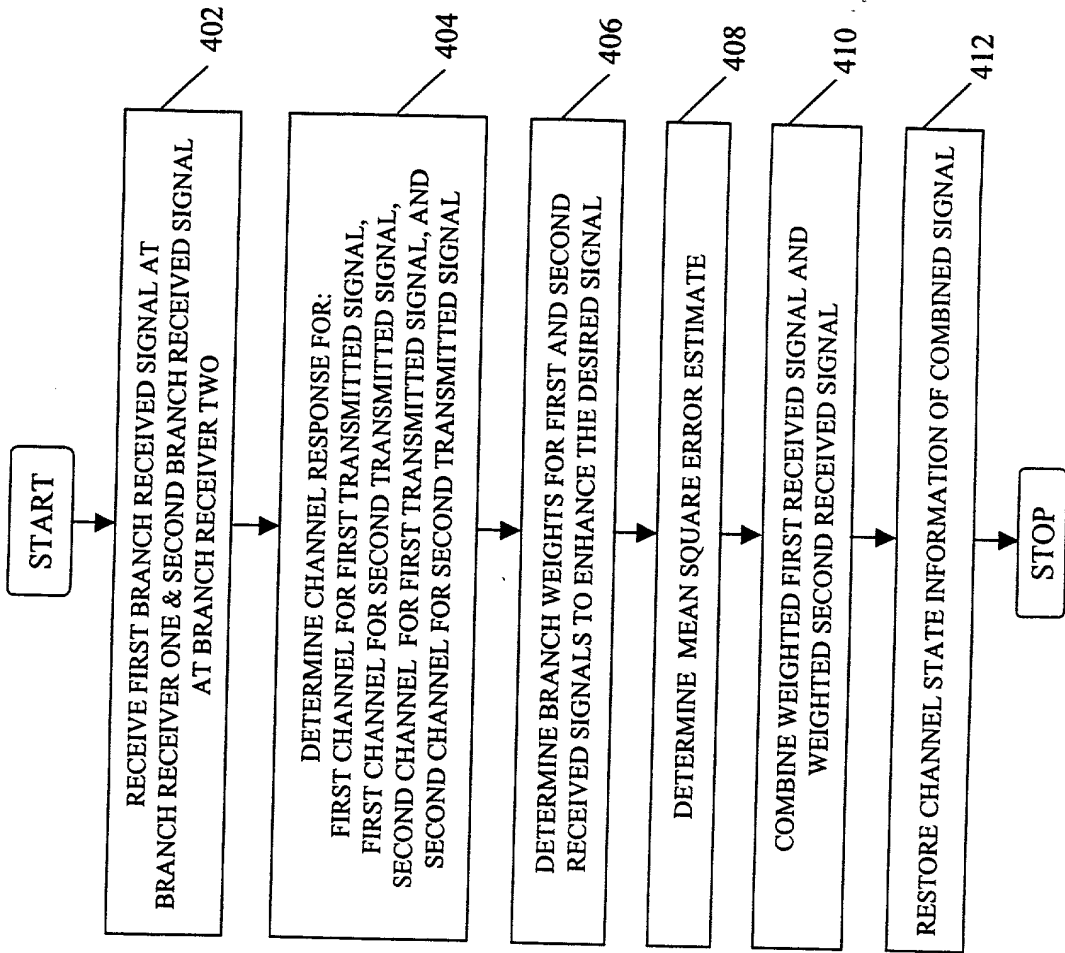 START
RECEIVE FIRST BRANCH RECEIVED SIGNAL AT
BRANCH RECEIVER ONE & SECOND BRANCH RECEIVED SIGNAL
AT BRANCH RECEIVER TWO
402
DETERMINE CHANNEL RESPONSE FOR:
FIRST CHANNEL FOR FIRST TRANSMITTED SIGNAL,
FIRST CHANNEL FOR SECOND TRANSMITTED SIGNAL,
SECOND CHANNEL FOR FIRST TRANSMITTED SIGNAL, AND
SECOND CHANNEL FOR SECOND TRANSMITTED SIGNAL
404
DETERMINE BRANCH WEIGHTS FOR FIRST AND SECOND
RECEIVED SIGNALS TO ENHANCE THE DESIRED SIGNAL
406
DETERMINE MEAN SQUARE ERROR ESTIMATE
408
COMBINE WEIGHTED FIRST RECEIVED SIGNAL AND
WEIGHTED SECOND RECEIVED SIGNAL
410
RESTORE CHANNEL STATE INFORMATION OF COMBINED SIGNAL
412
STOP